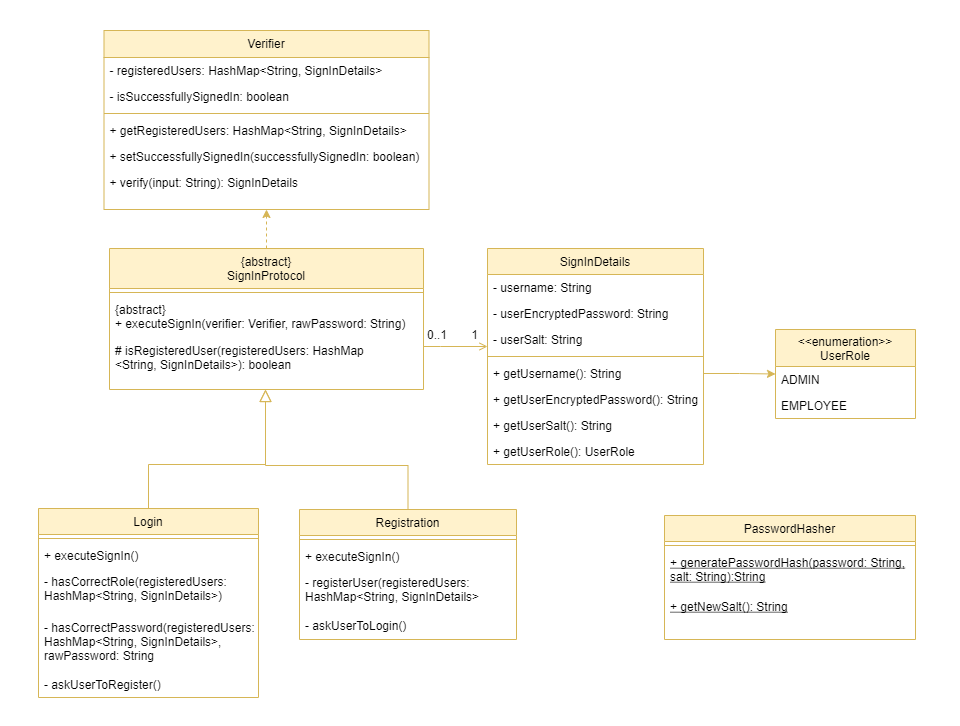 Verifier
- registeredUsers: HashMap<String, SignInDetails>
- isSuccessfullySignedIn: boolean
+ getRegisteredUsers: HashMap<String, SignInDetails>
+ setSuccessfullySignedIn(successfullySignedIn: boolean)
+ verify(input: String): SignInDetails
{abstract}
SignInProtocol
{abstract}
+ executeSignIn(verifier: Verifier, rawPassword: String)
# isRegisteredUser(registeredUsers: HashMap
<String, SignInDetails>): boolean
0..1
1
SignInDetails
- username: String
- userEncryptedPassword: String
- userSalt: String
+ getUsername(): String
+ getUserEncryptedPassword(): String
+ getUserSalt(): String
+ getUserRole(): UserRole
<<enumeration>>
UserRole
ADMIN
EMPLOYEE
Login
+ executeSignIn()
- hasCorrectRole(registeredUsers:
HashMap<String, SignInDetails>)
- hasCorrectPassword(registeredUsers:
HashMap<String, SignInDetails>,
rawPassword: String
- askUserToRegister()
Registration
+ executeSignIn()
- registerUser(registeredUsers:
HashMap<String, SignInDetails>
- askUserToLogin()
PasswordHasher
+ generatePasswordHash(password: String,
salt: String):String
+ getNewSalt(): String